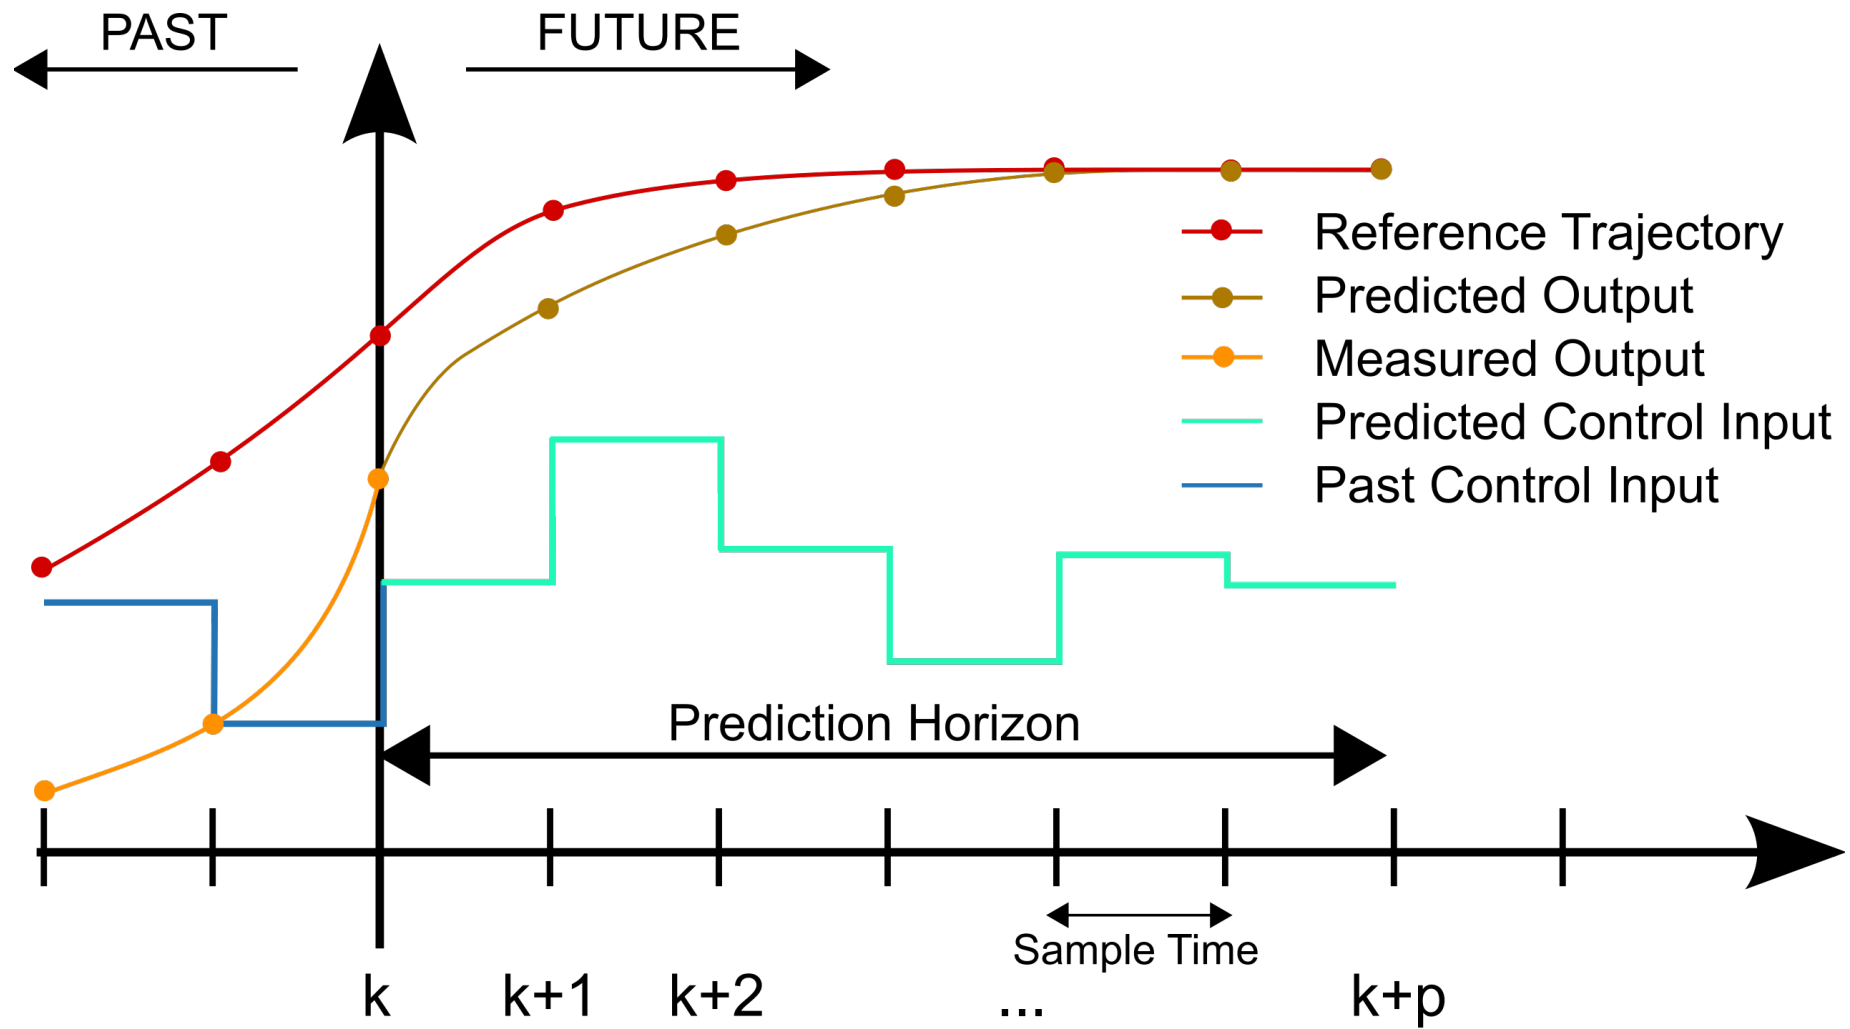 PAST
FUTURE
Reference Trajectory
Predicted Output
Measured Output
Predicted Control Input
Past Control Input
Prediction Horizon
Sample Time
k
k+1
k+2
...
k+p